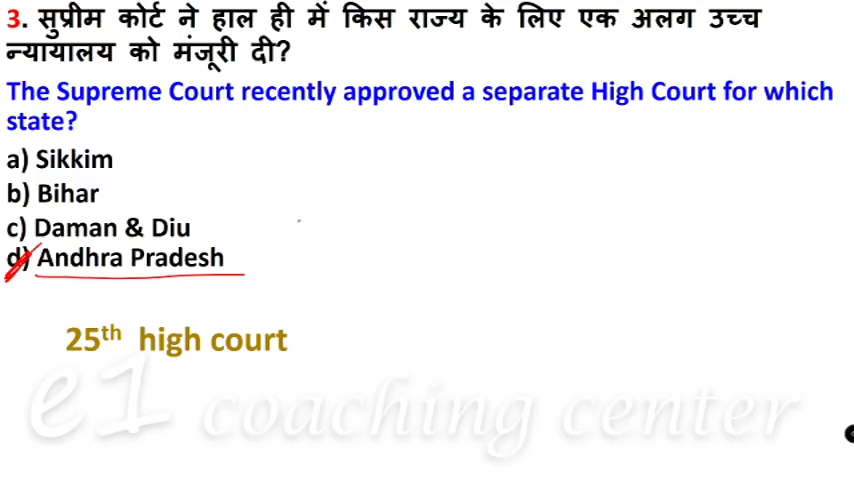 3. सुप्रीम कोर्ट ने हाल ही में किस राज्य के लिए एक अलग उच्च
न्यायालय को मंजूरी दी?
The Supreme Court recently approved a separate High Court for which
state?
a) Sikkim
b) Bihar
c) Daman & Diu
d) Andhra Pradesh
25th high court
e1 coaching center